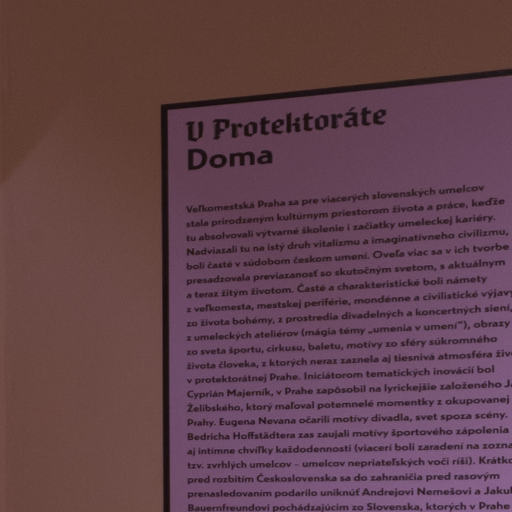 V Protektoráte
Doma
Veľkomestská Praha sa pre viacerých slovenských umelcov
stala prirodzeným kultúrnym priestorom života a práce, keďže
tu absolvovali výtvarné školenie i začiatky umeleckej kariéry.
Nadviazali tu na istý druh vitalizmu a imaginatívneho civilizmu,
boli časté v súdobom českom umení. Oveľa viac sa v ich tvorbe
presadzovala previazanosť so skutočným svetom, s aktuálnym
a teraz žitým životom. Časté a charakteristické boli námety
z veľkomesta, mestskej periférie, mondénne a civilistické výjavy
zo života bohémy, z prostredia divadelných a koncertných siení,
z umeleckých ateliérov (mágia témy „umenia v umení“), obrazy
zo sveta športu, cirkusu, baletu, motívy zo sféry súkromného
života človeka, z ktorých neraz zaznela aj tiesnivá atmosféra
v protektorátnej Prahe. Iniciátorom tematických inovácií bol
Cyprián Majerník, v Prahe zapôsobil na lyrickejšie založeného
Želibského, ktorý maľoval potemnelé momentky z okupovanej
Prahy. Eugena Nevana očarili motívy divadla, svet spoza scény.
Bedricha Hoffstädtera zas zaujali motívy športového zápolenia
aj intímne chvíľky každodennosti (viacerí boli zaradení na
tzv. zvrhlých umelcov – umelcov nepriateľských voči ríši). Krátko
pred rozbitím Československa sa do zahraničia pred rasovým
prenasledovaním podarilo uniknúť Andrejovi Nemešovi a
Bauernfreundovi pochádzajúcim zo Slovenska, ktorých v Prahe